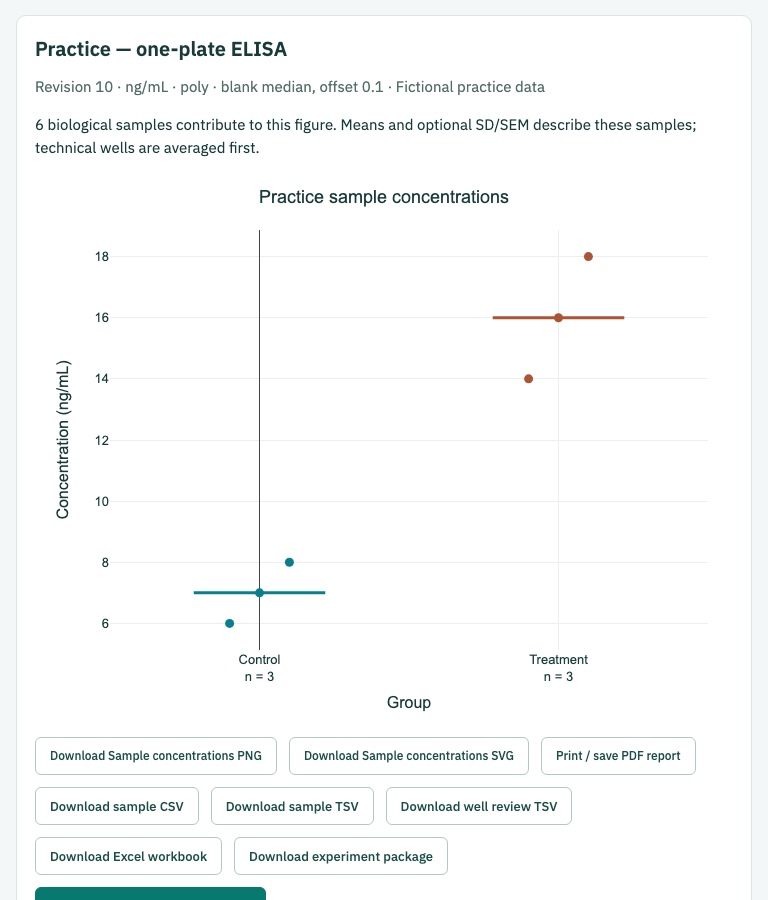 Practice — one-plate ELISA
Revision 10 · ng/mL · poly · blank median, offset 0.1 · Fictional practice data
6 biological samples contribute to this figure. Means and optional SD/SEM describe these samples;
technical wells are averaged first.
Practice sample concentrations
18
16
14
12
10
8
6
Concentration (ng/mL)
Control
n = 3
Treatment
n = 3
Group
Download Sample concentrations PNG
Download Sample concentrations SVG
Print / save PDF report
Download sample CSV
Download sample TSV
Download well review TSV
Download Excel workbook
Download experiment package